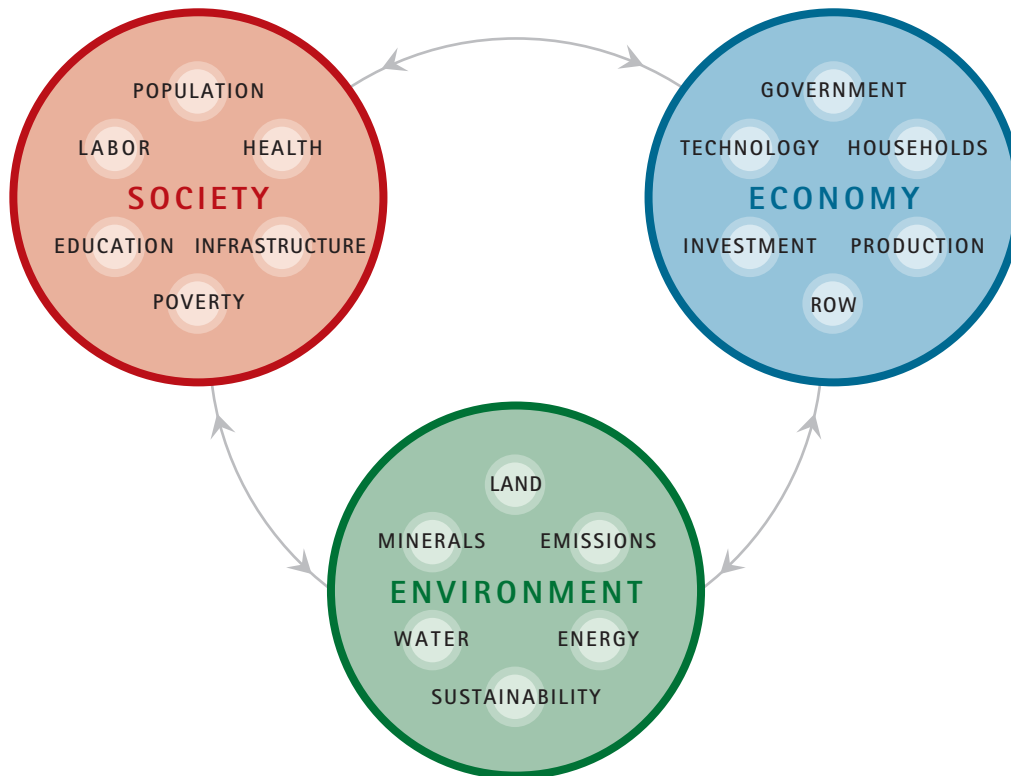 POPULATION
LABOR
HEALTH
SOCIETY
EDUCATION
INFRASTRUCTURE
POVERTY
GOVERNMENT
TECHNOLOGY
HOUSEHOLDS
ECONOMY
INVESTMENT
PRODUCTION
ROW
LAND
MINERALS
EMISSIONS
ENVIRONMENT
WATER
ENERGY
SUSTAINABILITY